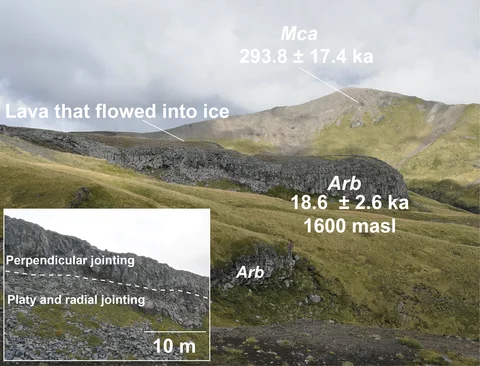 Mca
293.8 ± 17.4 ka
Lava that flowed into ice
Arb
18.6 ± 2.6 ka
1600 masl
Arb
Perpendicular jointing
Platy and radial jointing
10 m